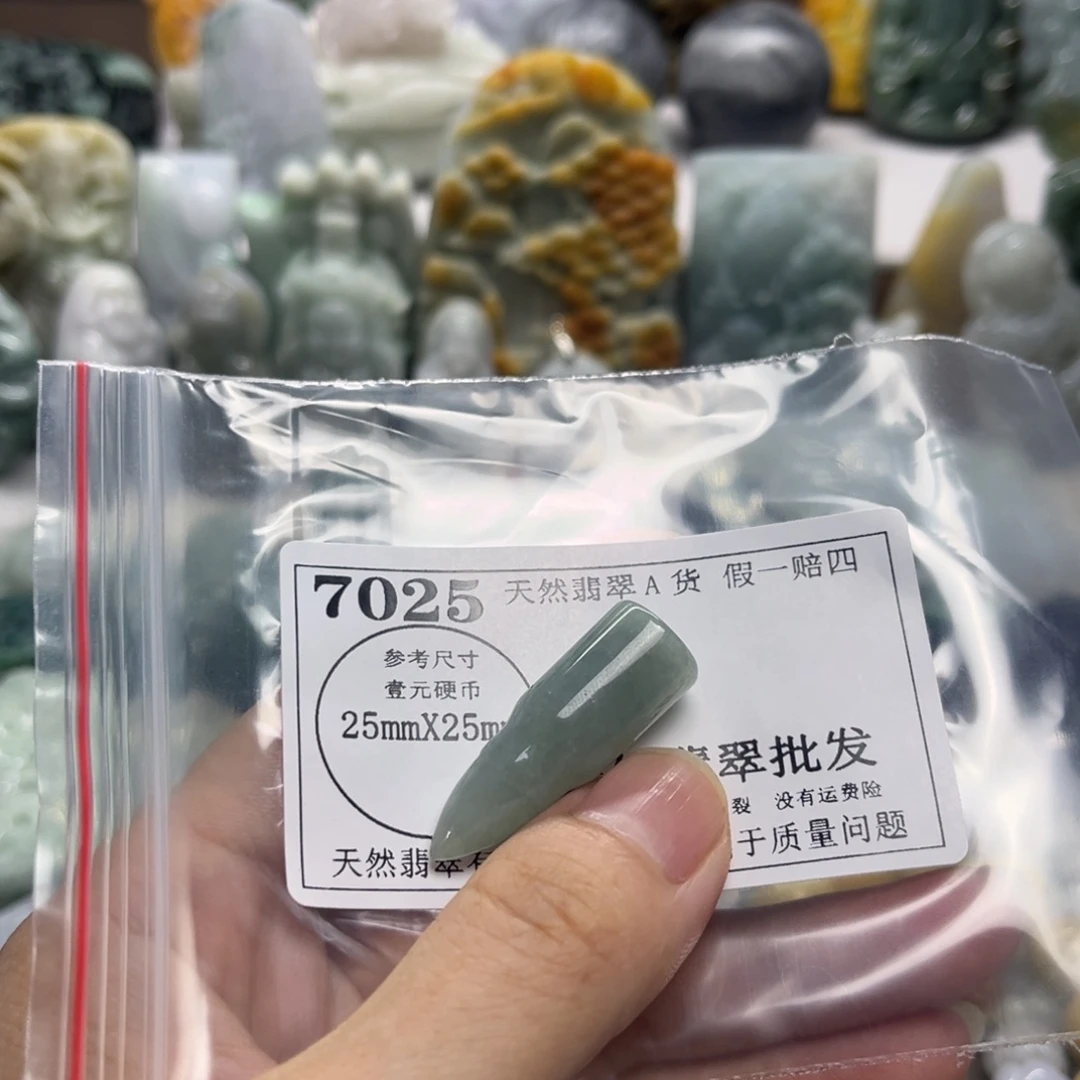 7025 天然翡翠A货 假一赔四
参考尺寸
壹元硬币
25mmX25m
翠批发
裂 没有运费险
天然翡翠 于质量问题